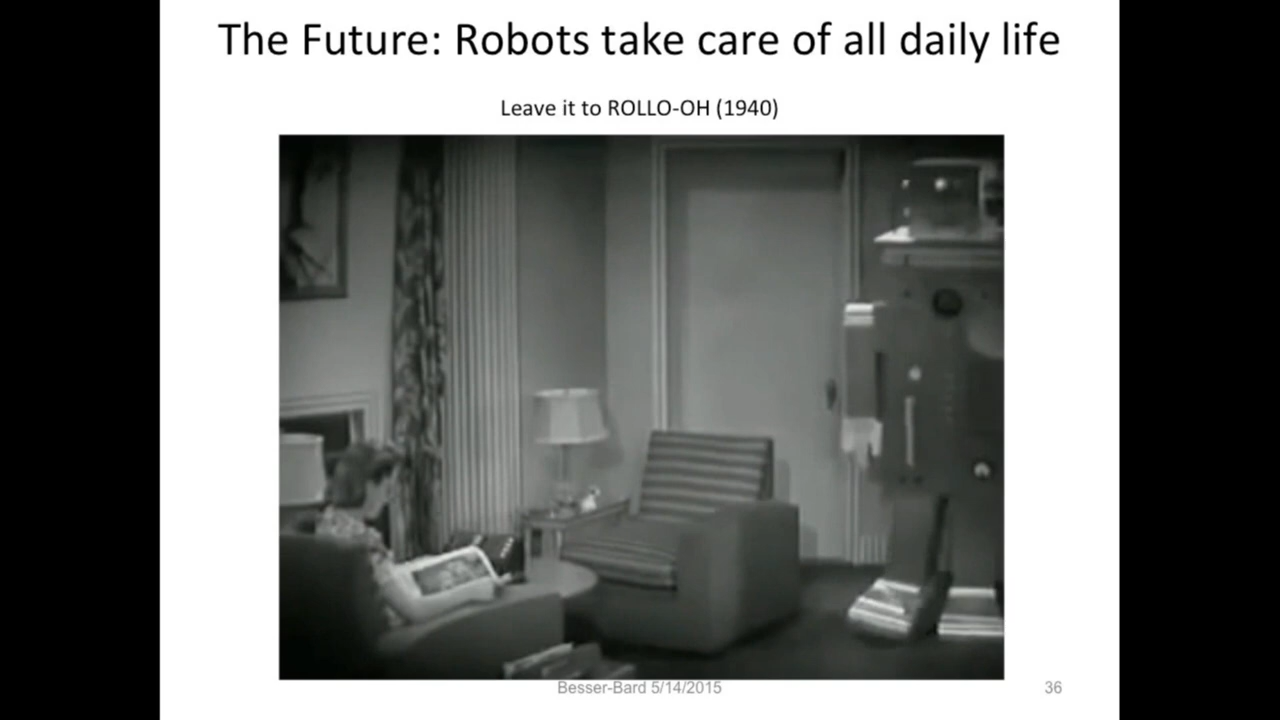 The Future: Robots take care of all daily life
Leave it to ROLLO-OH (1940)
Besser-Bard 5/14/2015
36